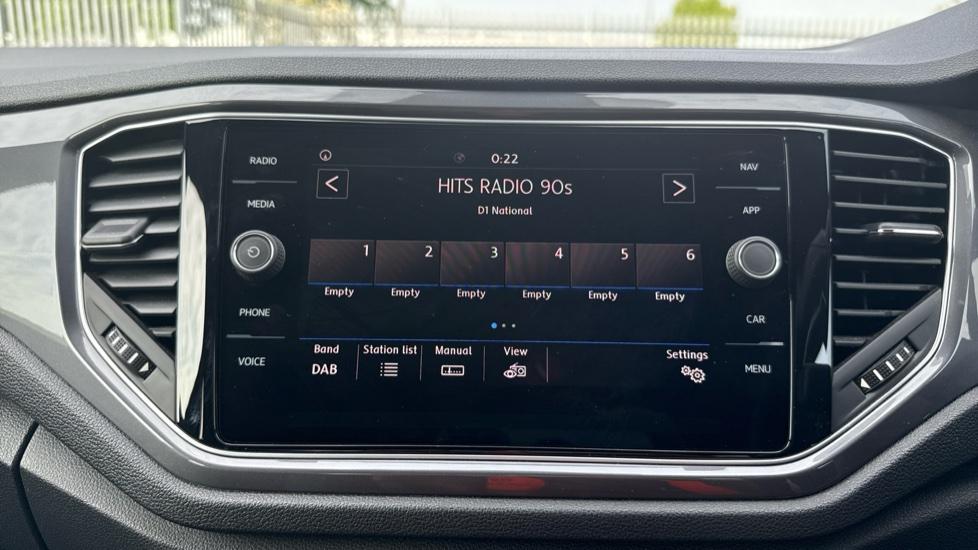 RADIO
MEDIA
PHONE
VOICE
0:22
<
HITS RADIO 90s
>
D1 National
1 2 3 4 5 6
Empty Empty Empty Empty Empty Empty
Band Station list Manual View Settings
DAB
NAV
APP
CAR
MENU